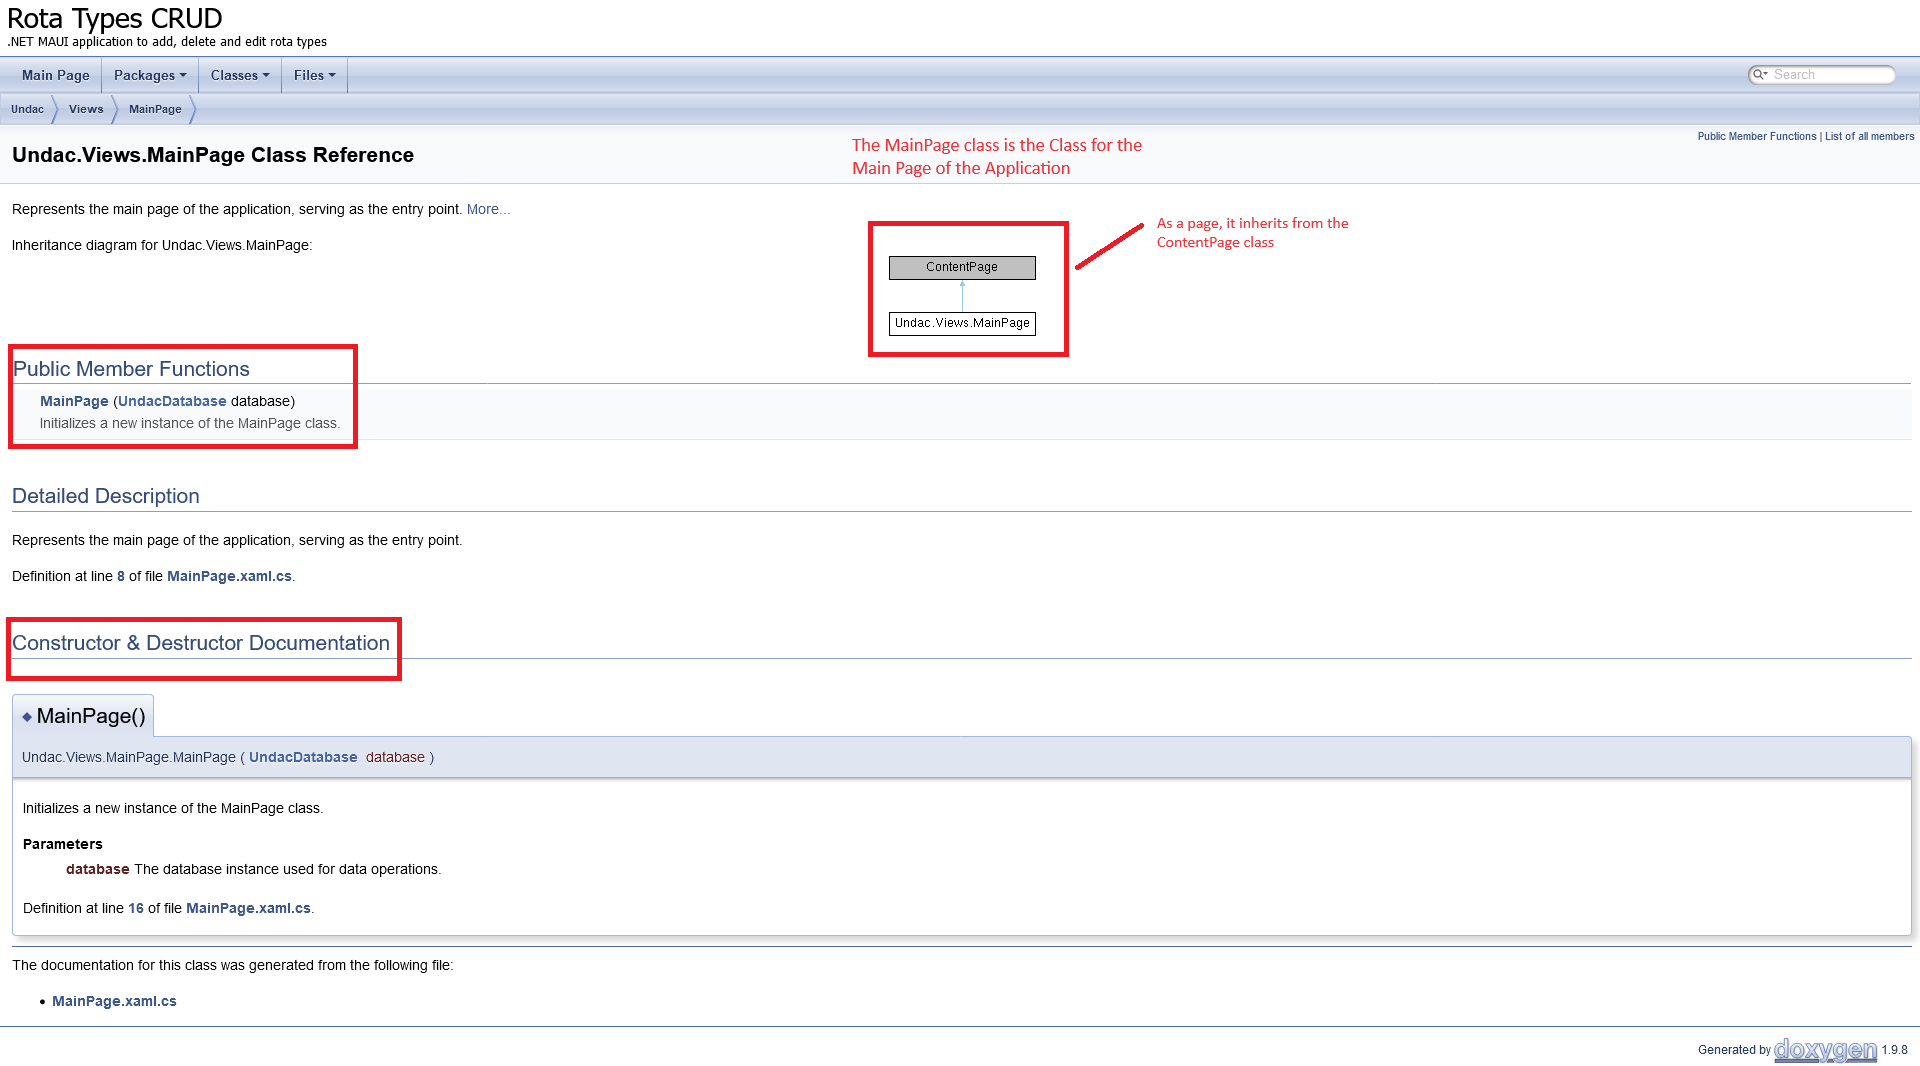 Rota Types CRUD
.NET MAUI application to add, delete and edit rota types
Main Page Packages Classes Files Search
Undac Views MainPage
Public Member Functions | List of all members
Undac.Views.MainPage Class Reference
The MainPage class is the Class for the
Main Page of the Application
Represents the main page of the application, serving as the entry point. More...
As a page, it inherits from the
ContentPage class
Inheritance diagram for Undac.Views.MainPage:
ContentPage
Undac.Views.MainPage
Public Member Functions
MainPage (UndacDatabase database)
Initializes a new instance of the MainPage class.
Detailed Description
Represents the main page of the application, serving as the entry point.
Definition at line 8 of file MainPage.xaml.cs.
Constructor & Destructor Documentation
◆ MainPage()
Undac.Views.MainPage.MainPage ( UndacDatabase database )
Initializes a new instance of the MainPage class.
Parameters
database The database instance used for data operations.
Definition at line 16 of file MainPage.xaml.cs.
The documentation for this class was generated from the following file:
• MainPage.xaml.cs
Generated by doxygen 1.9.8